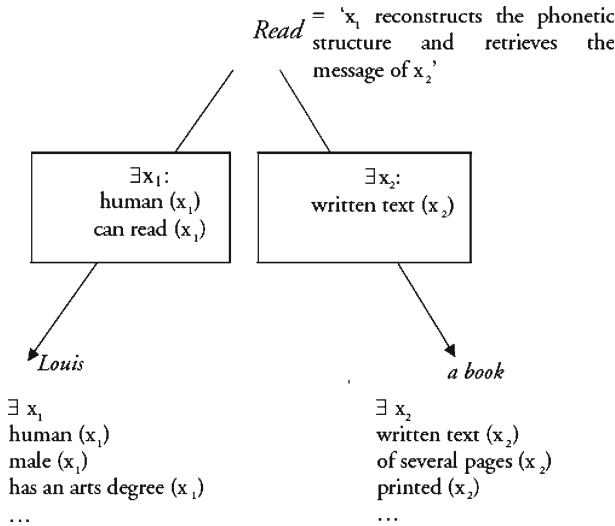 Read = ‘x₁ reconstructs the phonetic
structure and retrieves the
message of x₂’
∃x₁:
human (x₁)
can read (x₁)
∃x₂:
written text (x₂)
Louis
a book
∃ x₁
human (x₁)
male (x₁)
has an arts degree (x₁)
…
∃ x₂
written text (x₂)
of several pages (x₂)
printed (x₂)
…